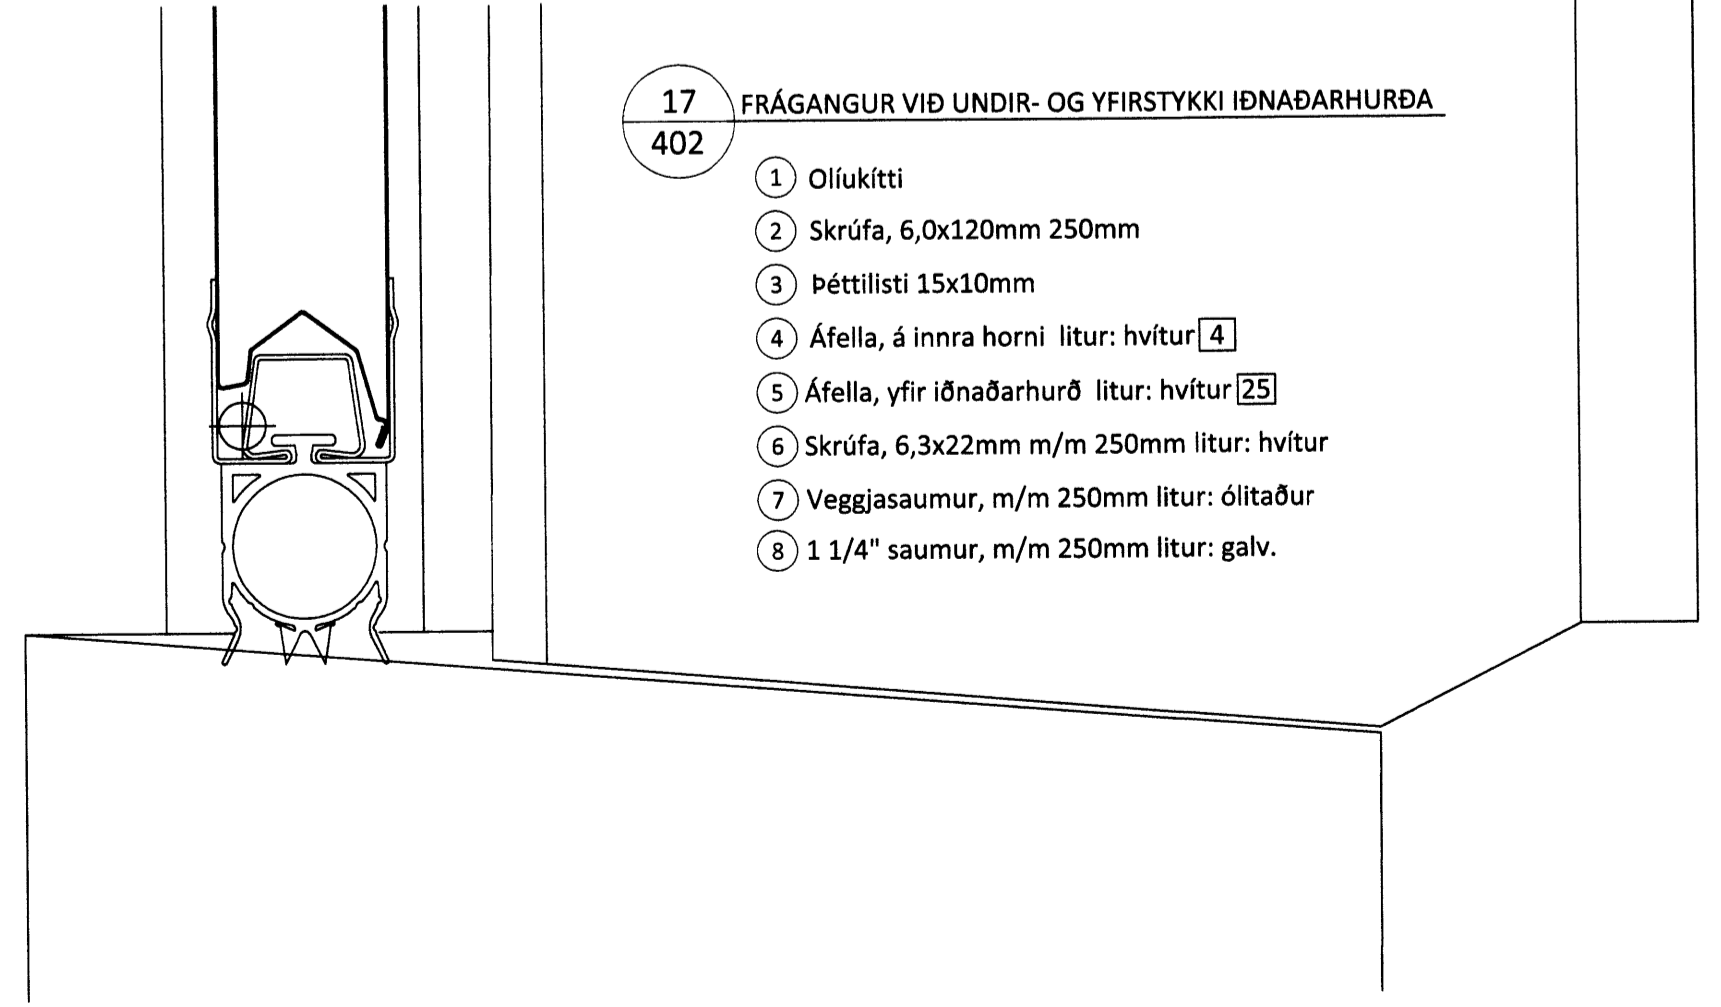 17
402
FRÁGANGUR VIÐ UNDIR- OG YFIRSTYKKI IÐNAÐARHURÐA
1 Olíukítti
2 Skrúfa, 6,0x120mm 250mm
3 Þéttilisti 15x10mm
4 Áfella, á innra horni litur: hvítur 4
5 Áfella, yfir iðnaðarhurð litur: hvítur 25
6 Skrúfa, 6,3x22mm m/m 250mm litur: hvítur
7 Veggjasaumur, m/m 250mm litur: ólitaður
8 1 1/4" saumur, m/m 250mm litur: galv.